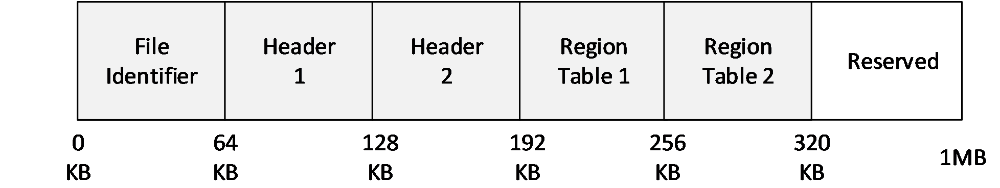 File
Identifier
Header
1
Header
2
Region
Table 1
Region
Table 2
Reserved
0
KB
64
KB
128
KB
192
KB
256
KB
320
KB
1MB